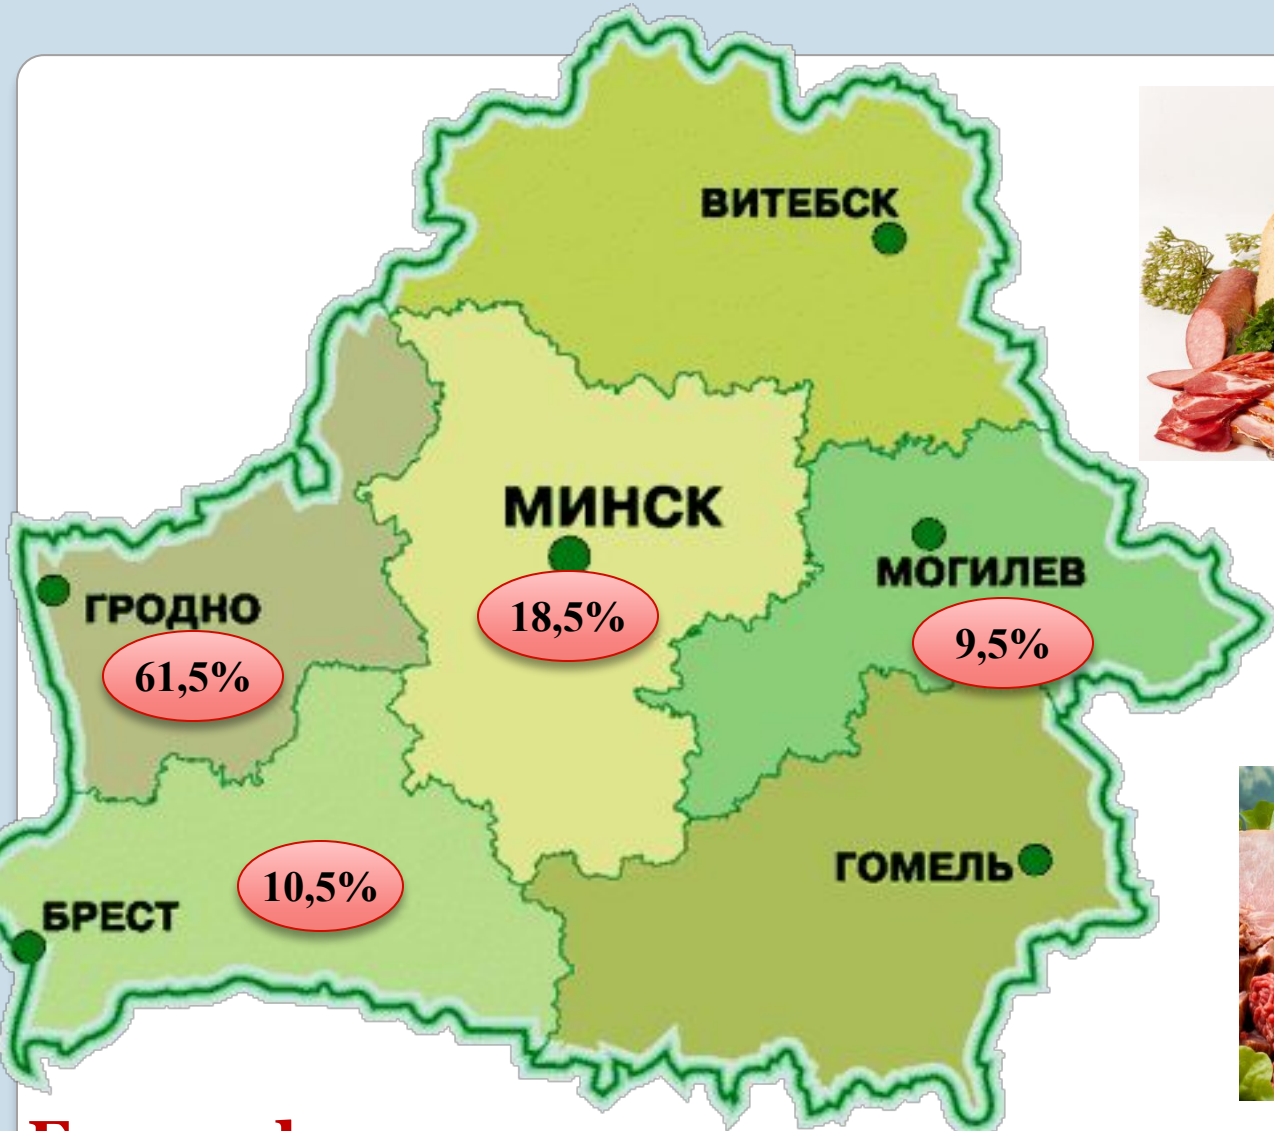 ВИТЕБСК
МИНСК
МОГИЛЕВ
ГРОДНО
18,5%
9,5%
61,5%
ГОМЕЛЬ
10,5%
БРЕСТ